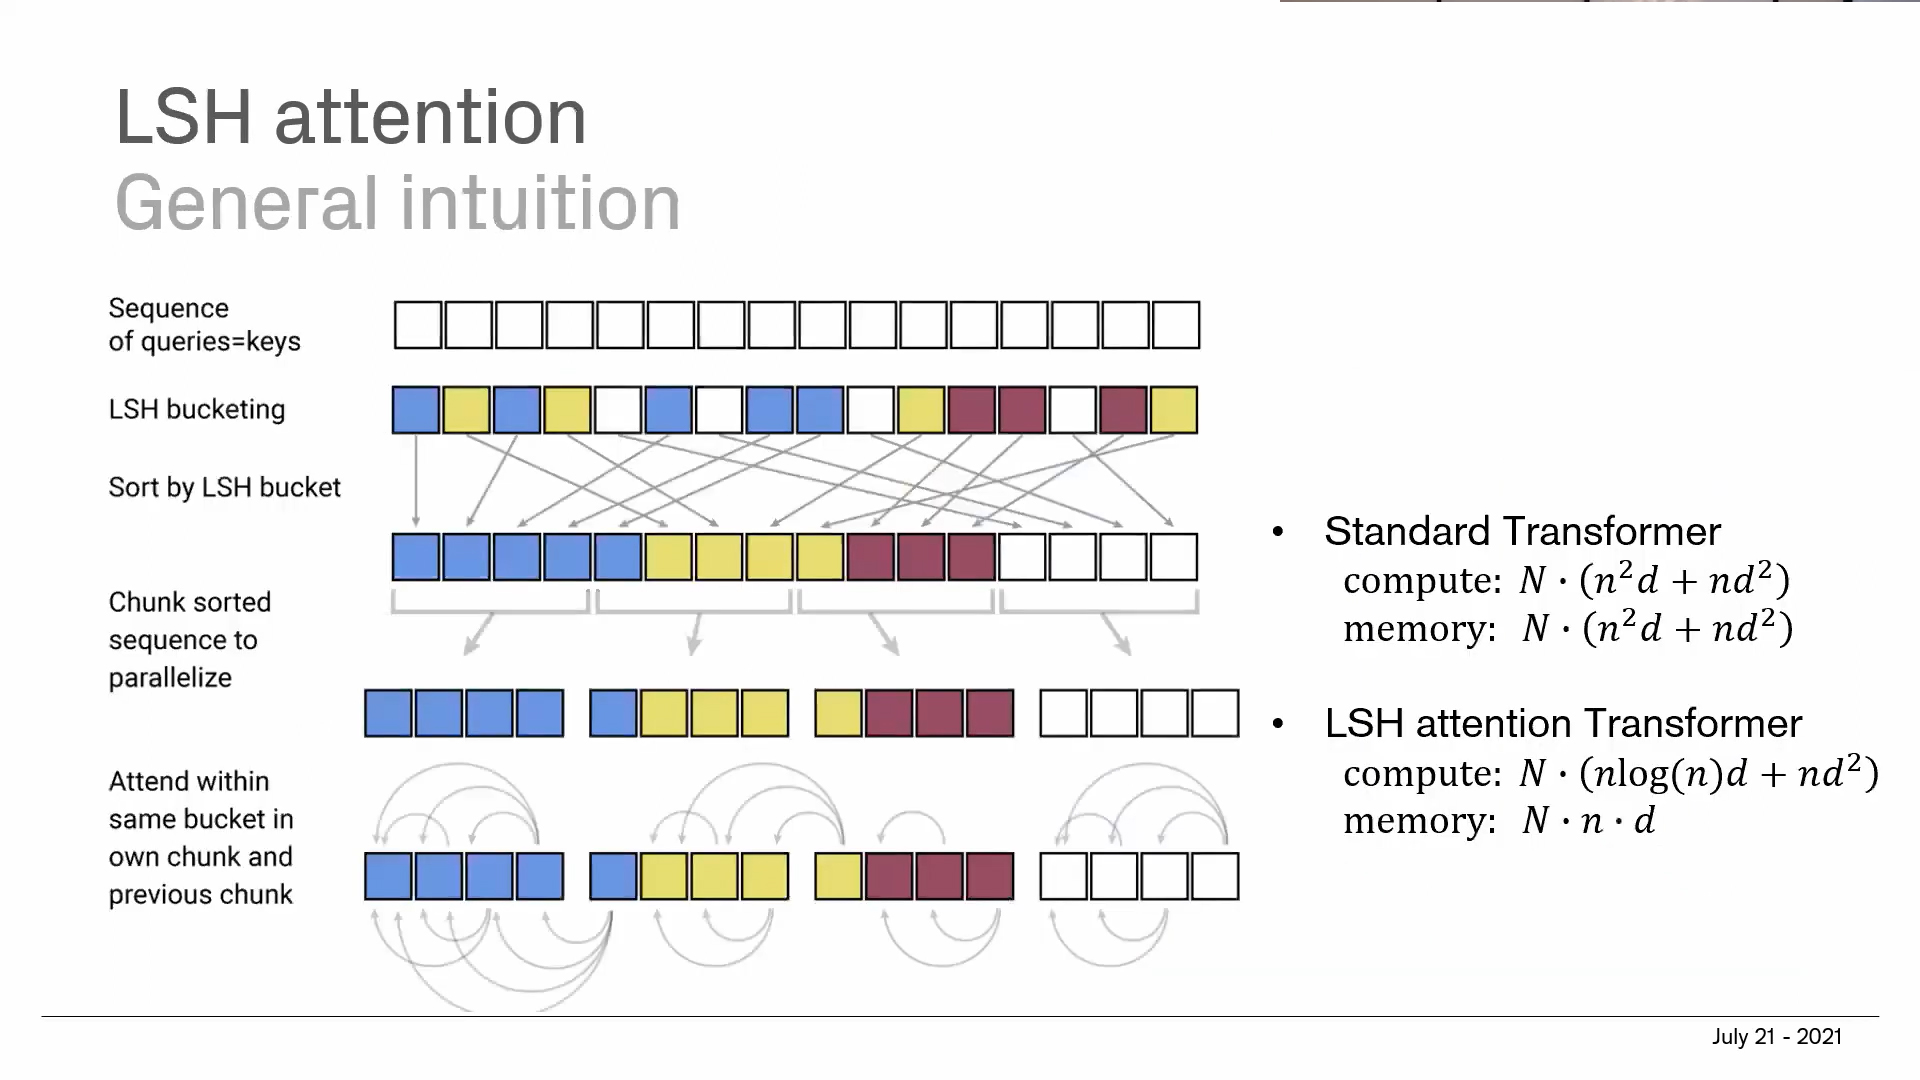 LSH attention
General intuition
Sequence
of queries=keys
LSH bucketing
Sort by LSH bucket
Chunk sorted
sequence to
parallelize
Attend within
same bucket in
own chunk and
previous chunk
• Standard Transformer
compute: N · (n²d + nd²)
memory: N · (n²d + nd²)
• LSH attention Transformer
compute: N · (nlog(n)d + nd²)
memory: N · n · d
July 21 - 2021